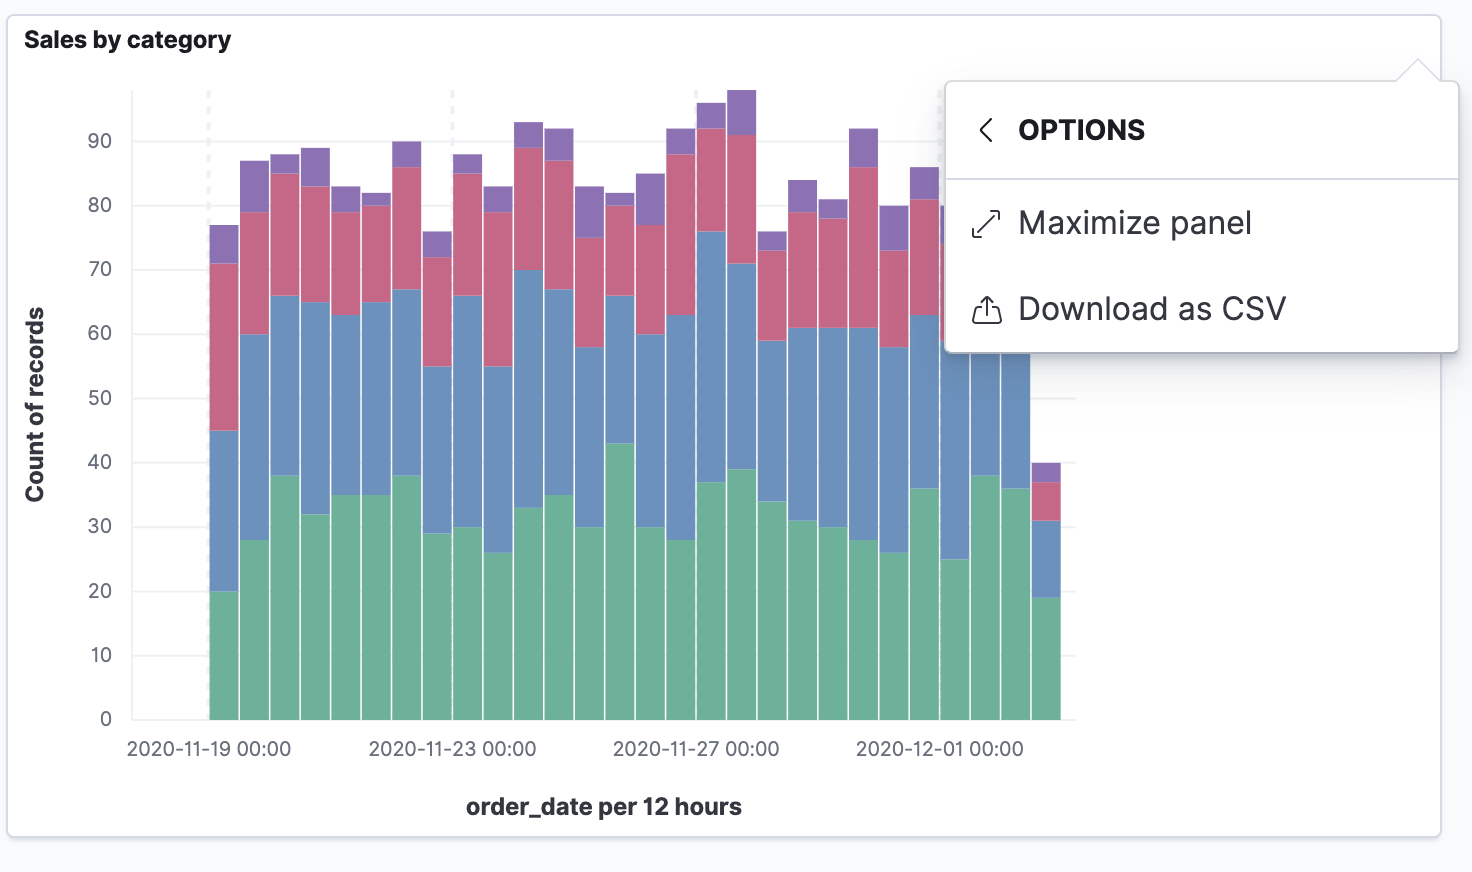 Sales by category
OPTIONS
Maximize panel
Download as CSV
Count of records
90
80
70
60
50
40
30
20
10
0
2020-11-19 00:00
2020-11-23 00:00
2020-11-27 00:00
2020-12-01 00:00
order_date per 12 hours